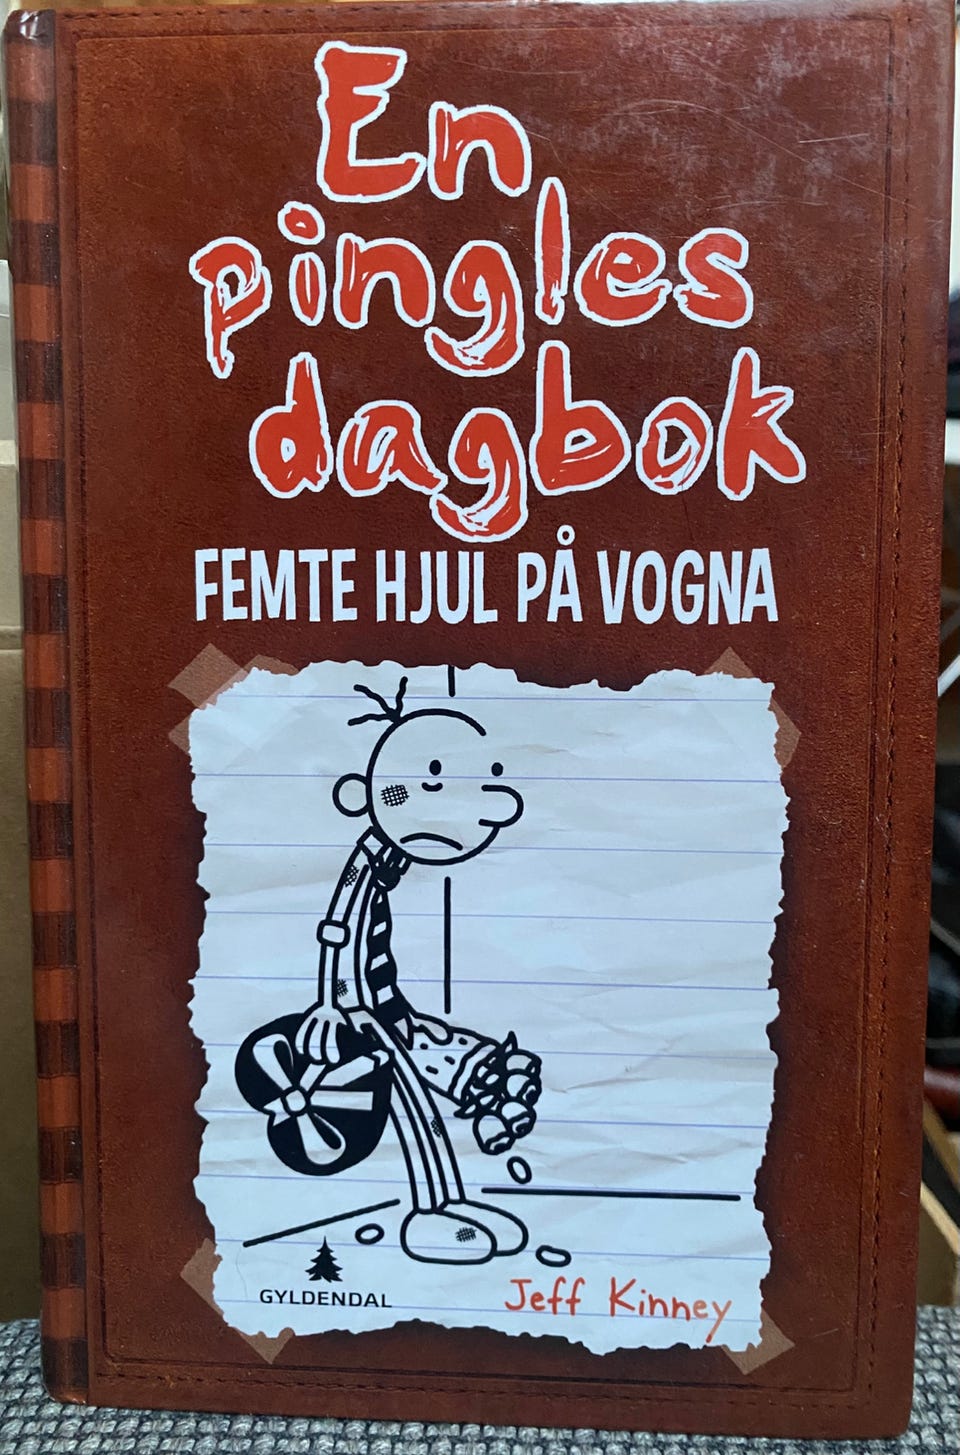 En
pingles
dagbok
FEMTE HJUL PÅ VOGNA
GYLDENDAL
Jeff Kinney